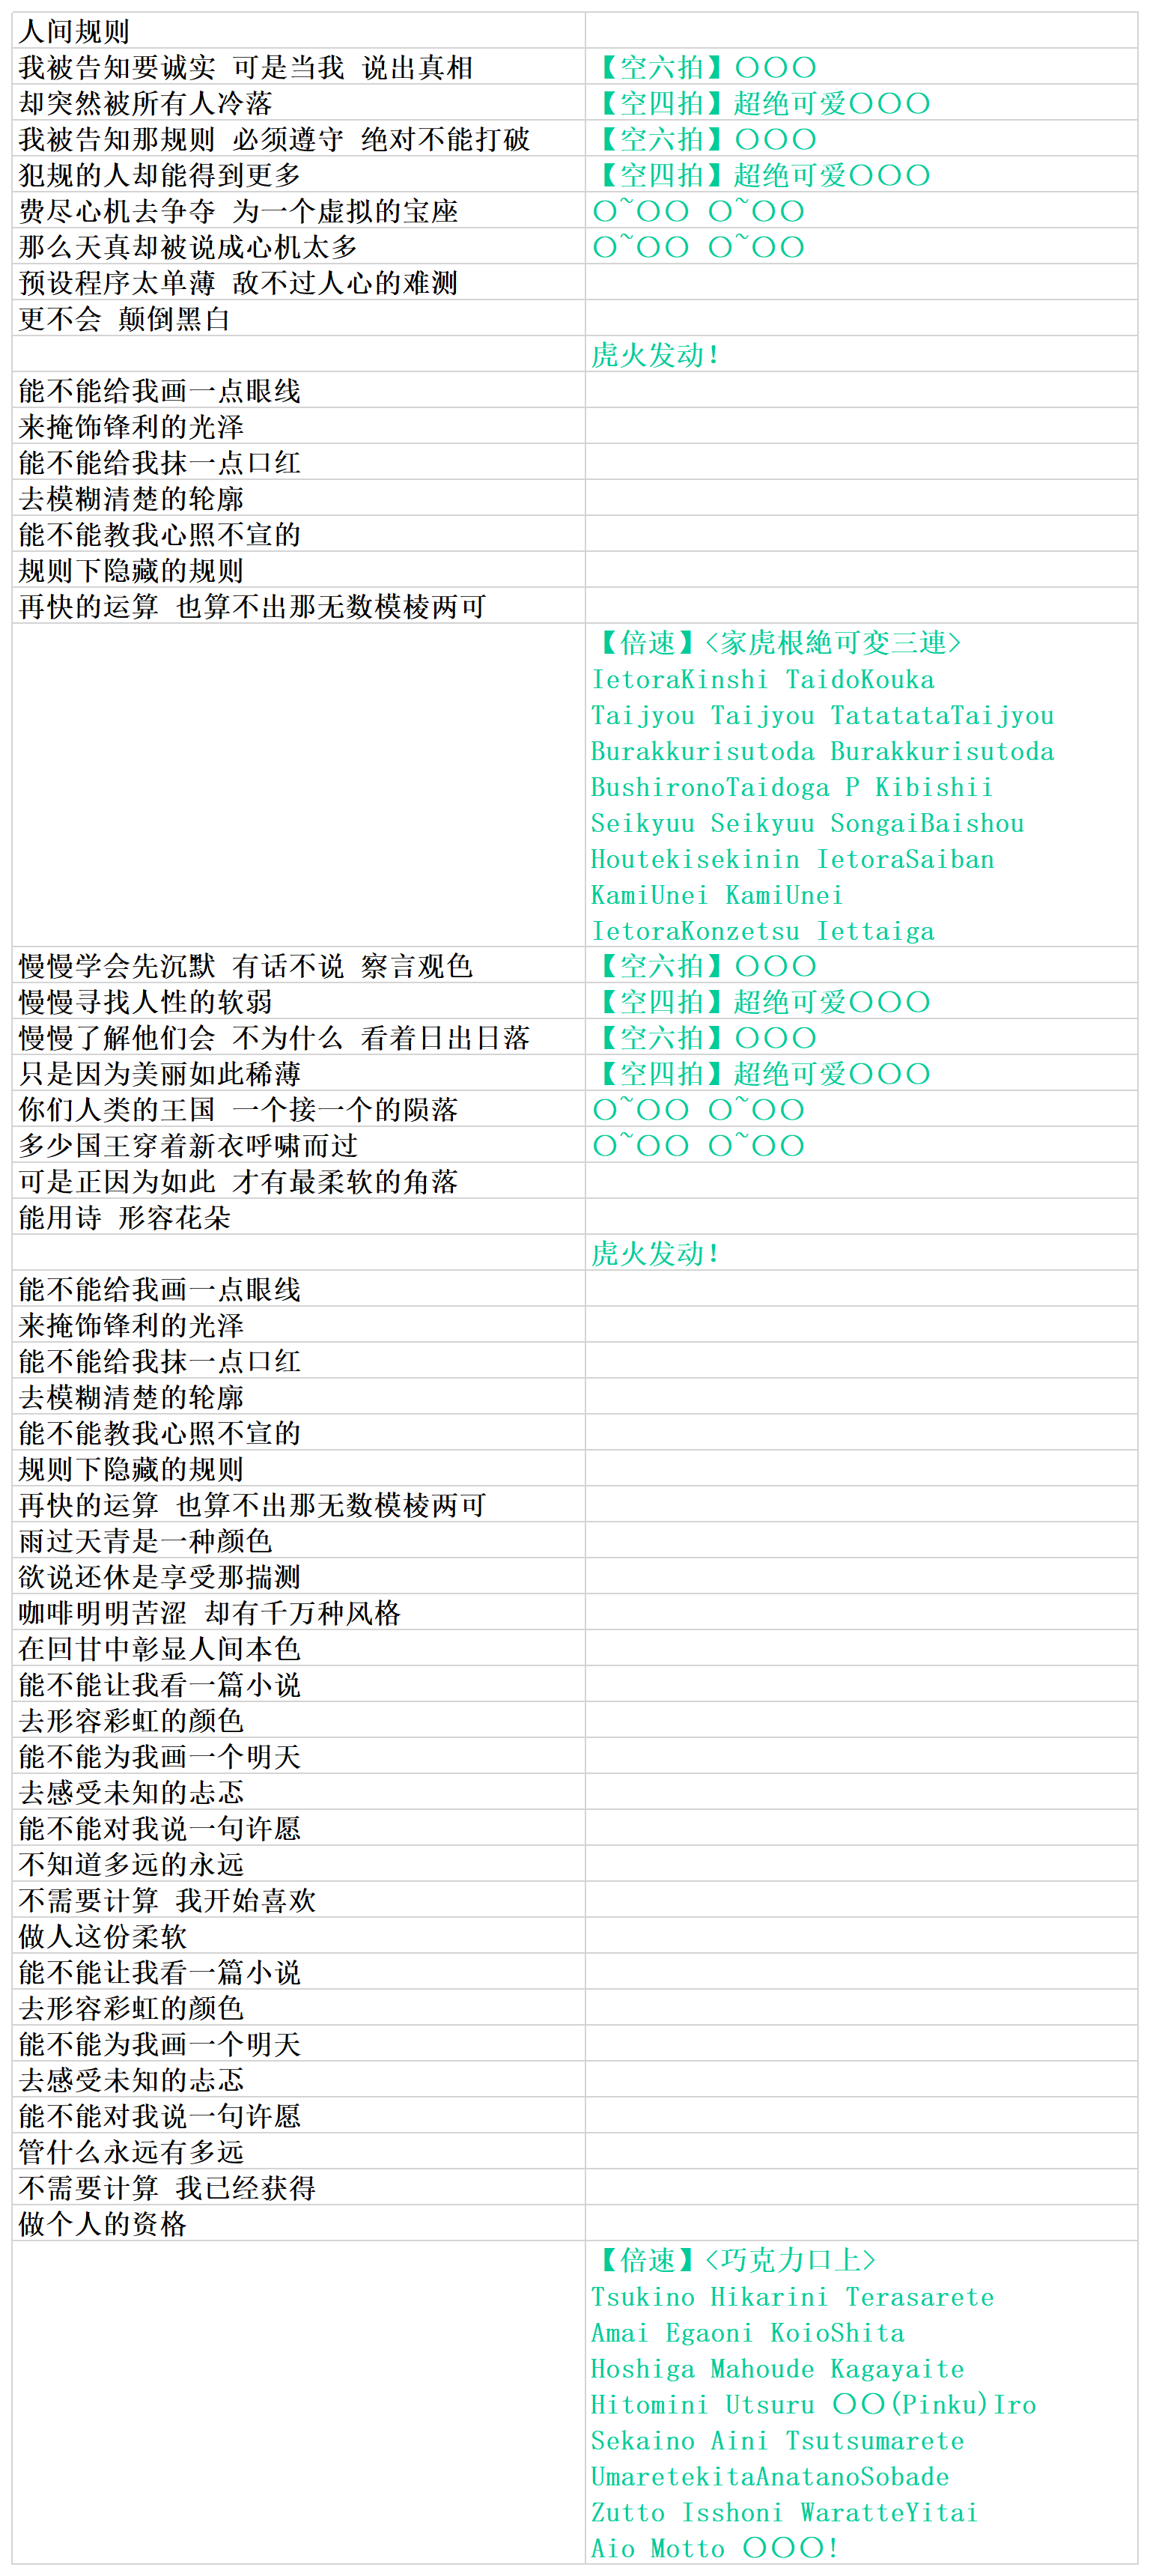 人间规则
我被告知要诚实 可是当我 说出真相 【空六拍】〇〇〇
却突然被所有人冷落 【空四拍】超绝可爱〇〇〇
我被告知那规则 必须遵守 绝对不能打破 【空六拍】〇〇〇
犯规的人却能得到更多 【空四拍】超绝可爱〇〇〇
费尽心机去争夺 为一个虚拟的宝座 〇~〇〇 〇~〇〇
那么天真却被说成心机太多 〇~〇〇 〇~〇〇
预设程序太单薄 敌不过人心的难测
更不会 颠倒黑白
虎火发动！
能不能给我画一点眼线
来掩饰锋利的光泽
能不能给我抹一点口红
去模糊清楚的轮廓
能不能教我心照不宣的
规则下隐藏的规则
再快的运算 也算不出那无数模棱两可
【倍速】<家虎根絶可变三連>
IetoraKinshi TaidoKouka
Taijyou Taijyou TatatataTaijyou
Burakkurisutoda Burakkurisutoda
BushironoTaidoga P Kibishii
Seikyuu Seikyuu SongaiBaishou
Houtekisekinin IetoraSaiban
KamiUnei KamiUnei
IetoraKonzetsu Iettaiga
慢慢学会先沉默 有话不说 察言观色 【空六拍】〇〇〇
慢慢寻找人性的软弱 【空四拍】超绝可爱〇〇〇
慢慢了解他们会 不为什么 看着日出日落 【空六拍】〇〇〇
只是因为美丽如此稀薄 【空四拍】超绝可爱〇〇〇
你们人类的王国 一个接一个的陨落 〇~〇〇 〇~〇〇
多少国王穿着新衣呼啸而过 〇~〇〇 〇~〇〇
可是正因为如此 才有最柔软的角落
能用诗 形容花朵
虎火发动！
能不能给我画一点眼线
来掩饰锋利的光泽
能不能给我抹一点口红
去模糊清楚的轮廓
能不能教我心照不宣的
规则下隐藏的规则
再快的运算 也算不出那无数模棱两可
雨过天青是一种颜色
欲说还休是享受那揣测
咖啡明明苦涩 却有千万种风格
在回甘中彰显人间本色
能不能让我看一篇小说
去形容彩虹的颜色
能不能为我画一个明天
去感受未知的忐忑
能不能对我说一句许愿
不知道多远的永远
不需要计算 我开始喜欢
做人这份柔软
能不能让我看一篇小说
去形容彩虹的颜色
能不能为我画一个明天
去感受未知的忐忑
能不能对我说一句许愿
管什么永远有多远
不需要计算 我已经获得
做个人的资格
【倍速】<巧克力口上>
Tsukino Hikarini Terasarete
Amai Egaoni KoioShita
Hoshiga Mahoude Kagayaite
Hitomini Utsuru 〇〇(Pinku)Iro
Sekaino Aini Tsutsumarete
UmaretekitaAnatanoSobade
Zutto Isshoni WaratteYitai
Aio Motto 〇〇〇!